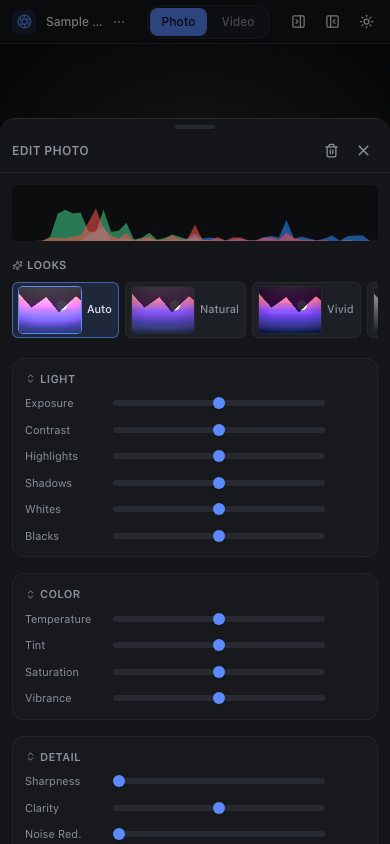 Sample ...
Photo
Video
EDIT PHOTO
LOOKS
Auto
Natural
Vivid
LIGHT
Exposure
Contrast
Highlights
Shadows
Whites
Blacks
COLOR
Temperature
Tint
Saturation
Vibrance
DETAIL
Sharpness
Clarity
Noise Red.